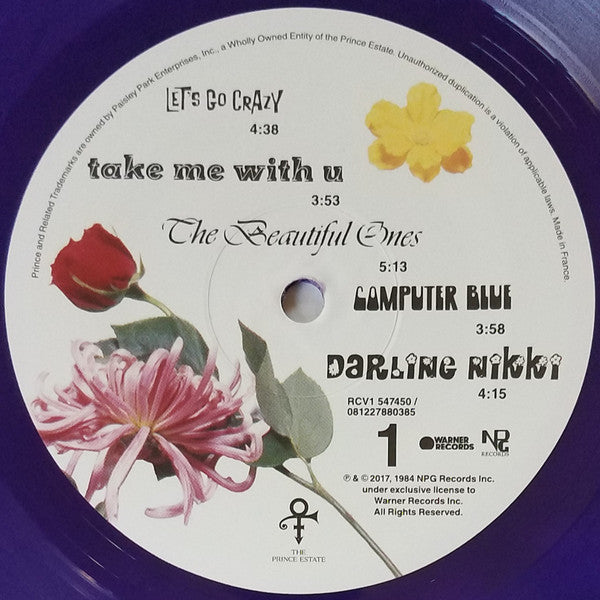 Prince and Related Trademarks are owned by Paisley Park Enterprises, Inc., a Wholly Owned Entity of the Prince Estate. Unauthorized duplication is a violation of applicable laws. Made in France.
LET'S GO CRAZY
4:38
take me with u
3:53
The Beautiful Ones
5:13
COMPUTER BLUE
3:58
DARLING NIKKI
4:15
RCV1 547450 /
081227880385
1
WARNER
RECORDS
NPG
RECORDS
℗ & © 2017, 1984 NPG Records Inc.
under exclusive license to
Warner Records Inc.
All Rights Reserved.
THE
PRINCE ESTATE